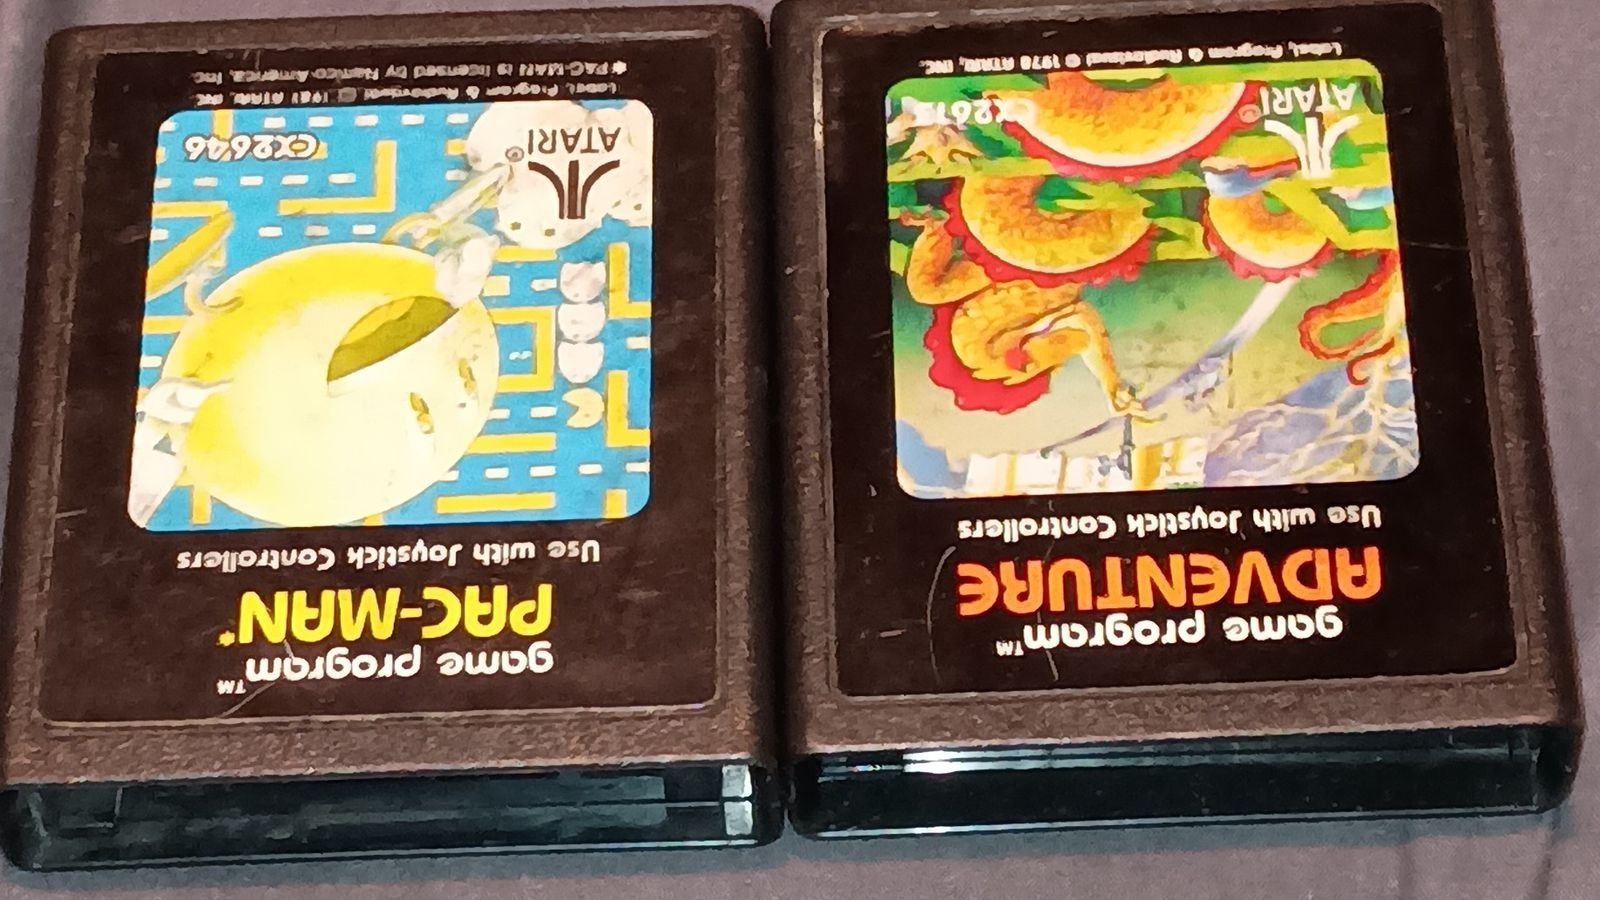 game program™
PAC-MAN*
Use with Joystick Controllers
ATARI®
CX2646
Label, Program & Audiovisual © 1981 ATARI, INC.
* PAC-MAN is licensed by Namco-America, Inc.
game program™
ADVENTURE
Use with Joystick Controllers
ATARI®
CX2613
Label, Program & Audiovisual © 1978 ATARI, INC.